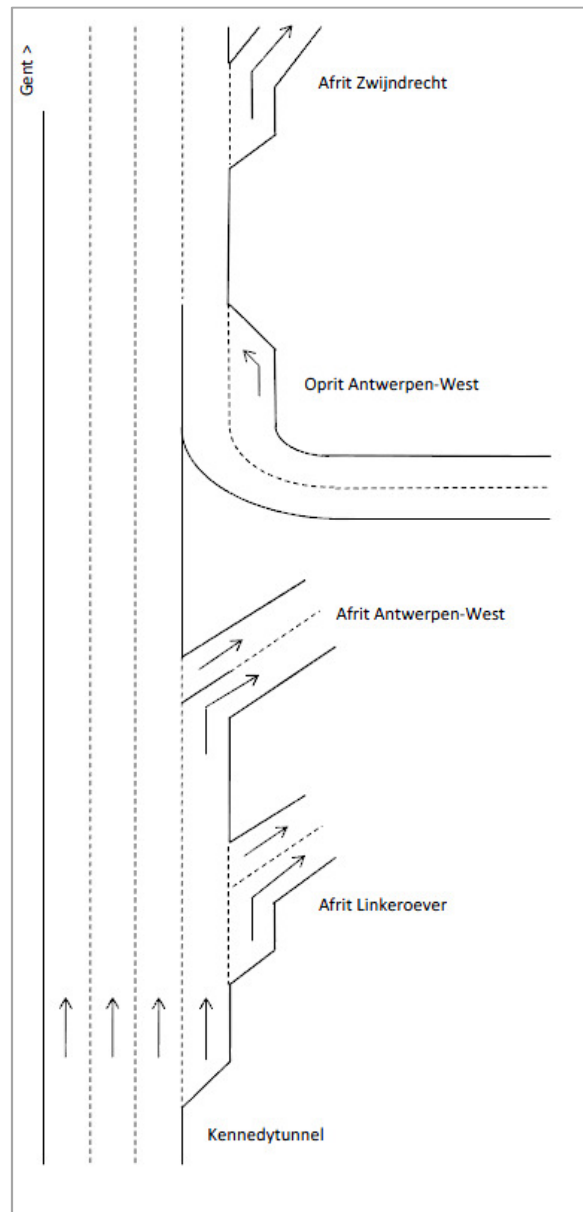 Gent >
Afrit Zwijndrecht
Oprit Antwerpen-West
Afrit Antwerpen-West
Afrit Linkeroever
Kennedytunnel